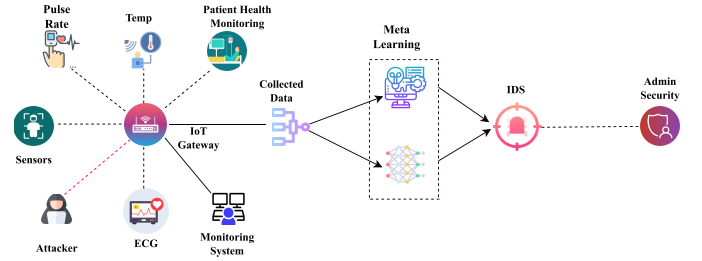 Pulse
Rate
Temp
Patient Health
Monitoring
Sensors
IoT
Gateway
Collected
Data
Meta
Learning
IDS
Admin
Security
Attacker
ECG
Monitoring
System